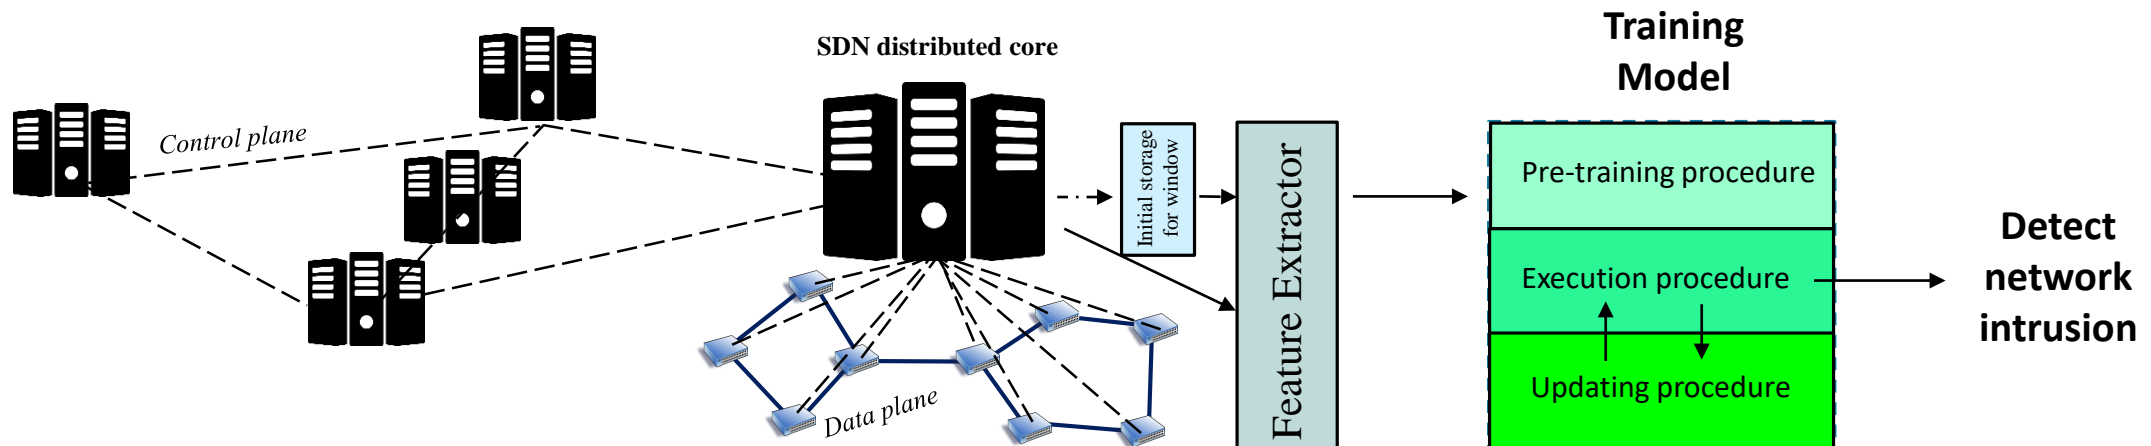 SDN distributed core
Control plane
Data plane
Initial storage
for window
Feature Extractor
Training
Model
Pre-training procedure
Execution procedure
Updating procedure
Detect
network
intrusion